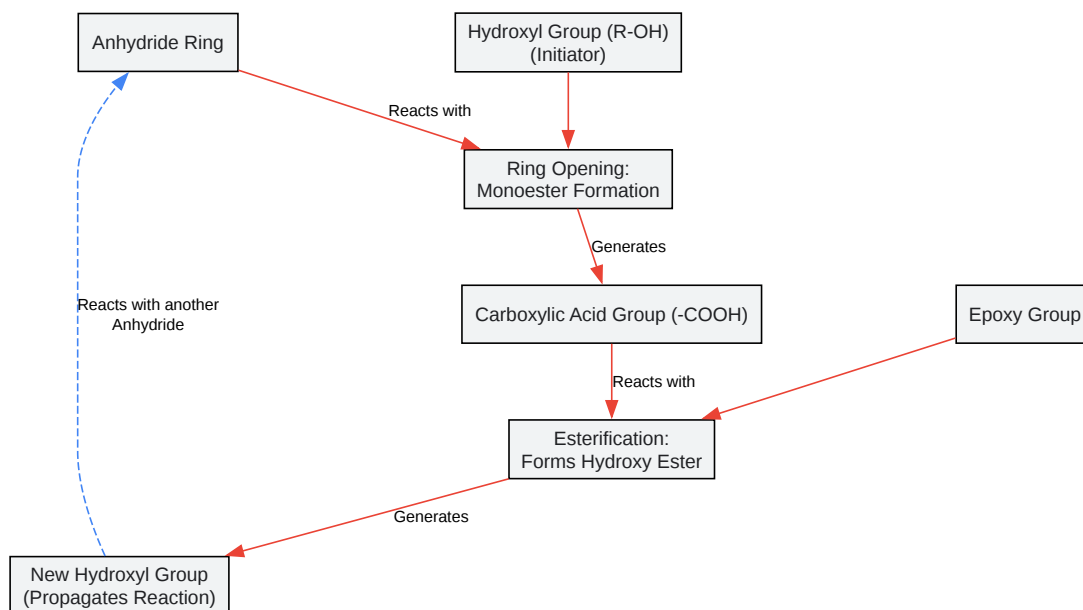 Anhydride Ring
Hydroxyl Group (R-OH)
(Initiator)
Reacts with
Ring Opening:
Monoester Formation
Generates
Carboxylic Acid Group (-COOH)
Epoxy Group
Reacts with another
Anhydride
Reacts with
Esterification:
Forms Hydroxy Ester
Generates
New Hydroxyl Group
(Propagates Reaction)